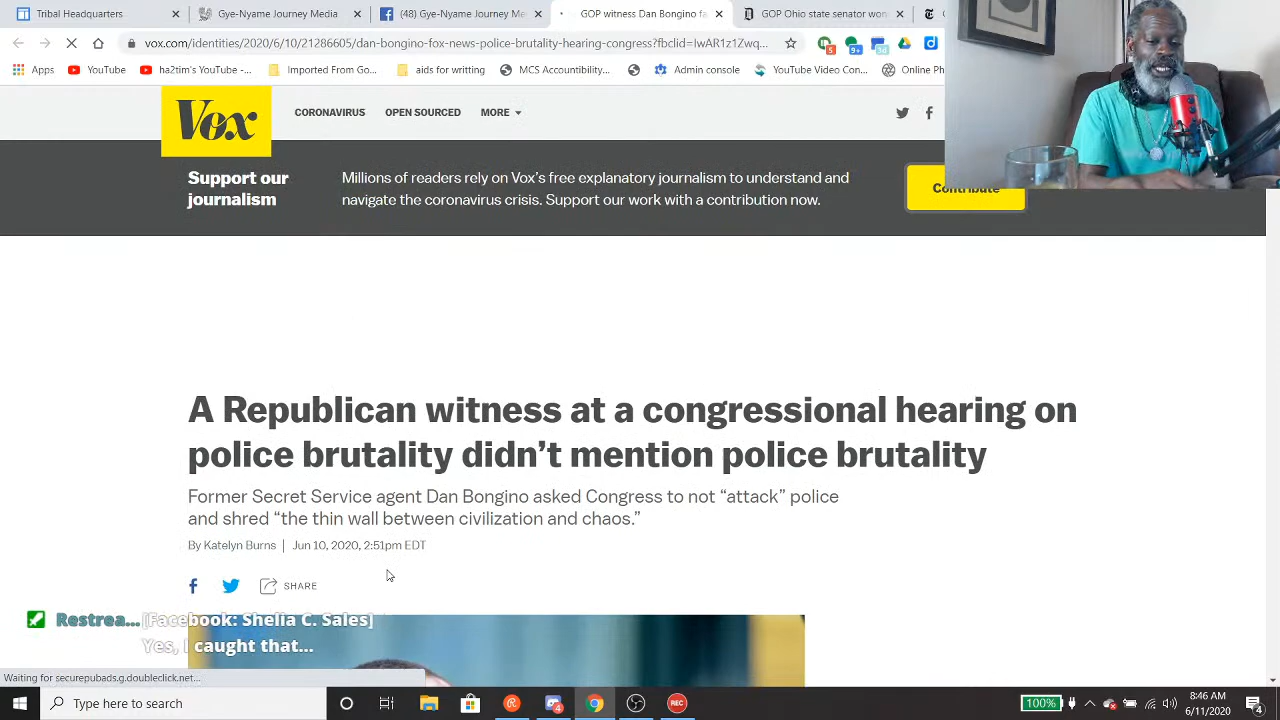 Tribal Headquarters
Gye-Nyame Journey Media
(48) Gye-Nyame Journey Me
GOP witness Dan Bongino fa
GOP Ohio state senator won
vox.com/identities/2020/6/10/21286605/dan-bongino-fox-news-police-brutality-hearing-congress?fbclid=IwAR1z1Zwq...
5
9+
3d
Apps
YouTube
ha2tim's YouTube -...
Imported From Go...
aids for teaching
MCS Accountability...
Admin console
YouTube Video Con...
Online Ph
Vox
CORONAVIRUS
OPEN SOURCED
MORE
Support our
journalism
Millions of readers rely on Vox's free explanatory journalism to understand and
navigate the coronavirus crisis. Support our work with a contribution now.
Contribute
A Republican witness at a congressional hearing on
police brutality didn't mention police brutality
Former Secret Service agent Dan Bongino asked Congress to not “attack” police
and shred “the thin wall between civilization and chaos.”
By Katelyn Burns | Jun 10, 2020, 2:51pm EDT
SHARE
Restrea... [Facebook: Shelia C. Sales]
Yes, I caught that...
Waiting for securepubads.g.doubleclick.net...
Type here to search
REC
100%
8:46 AM
6/11/2020
4